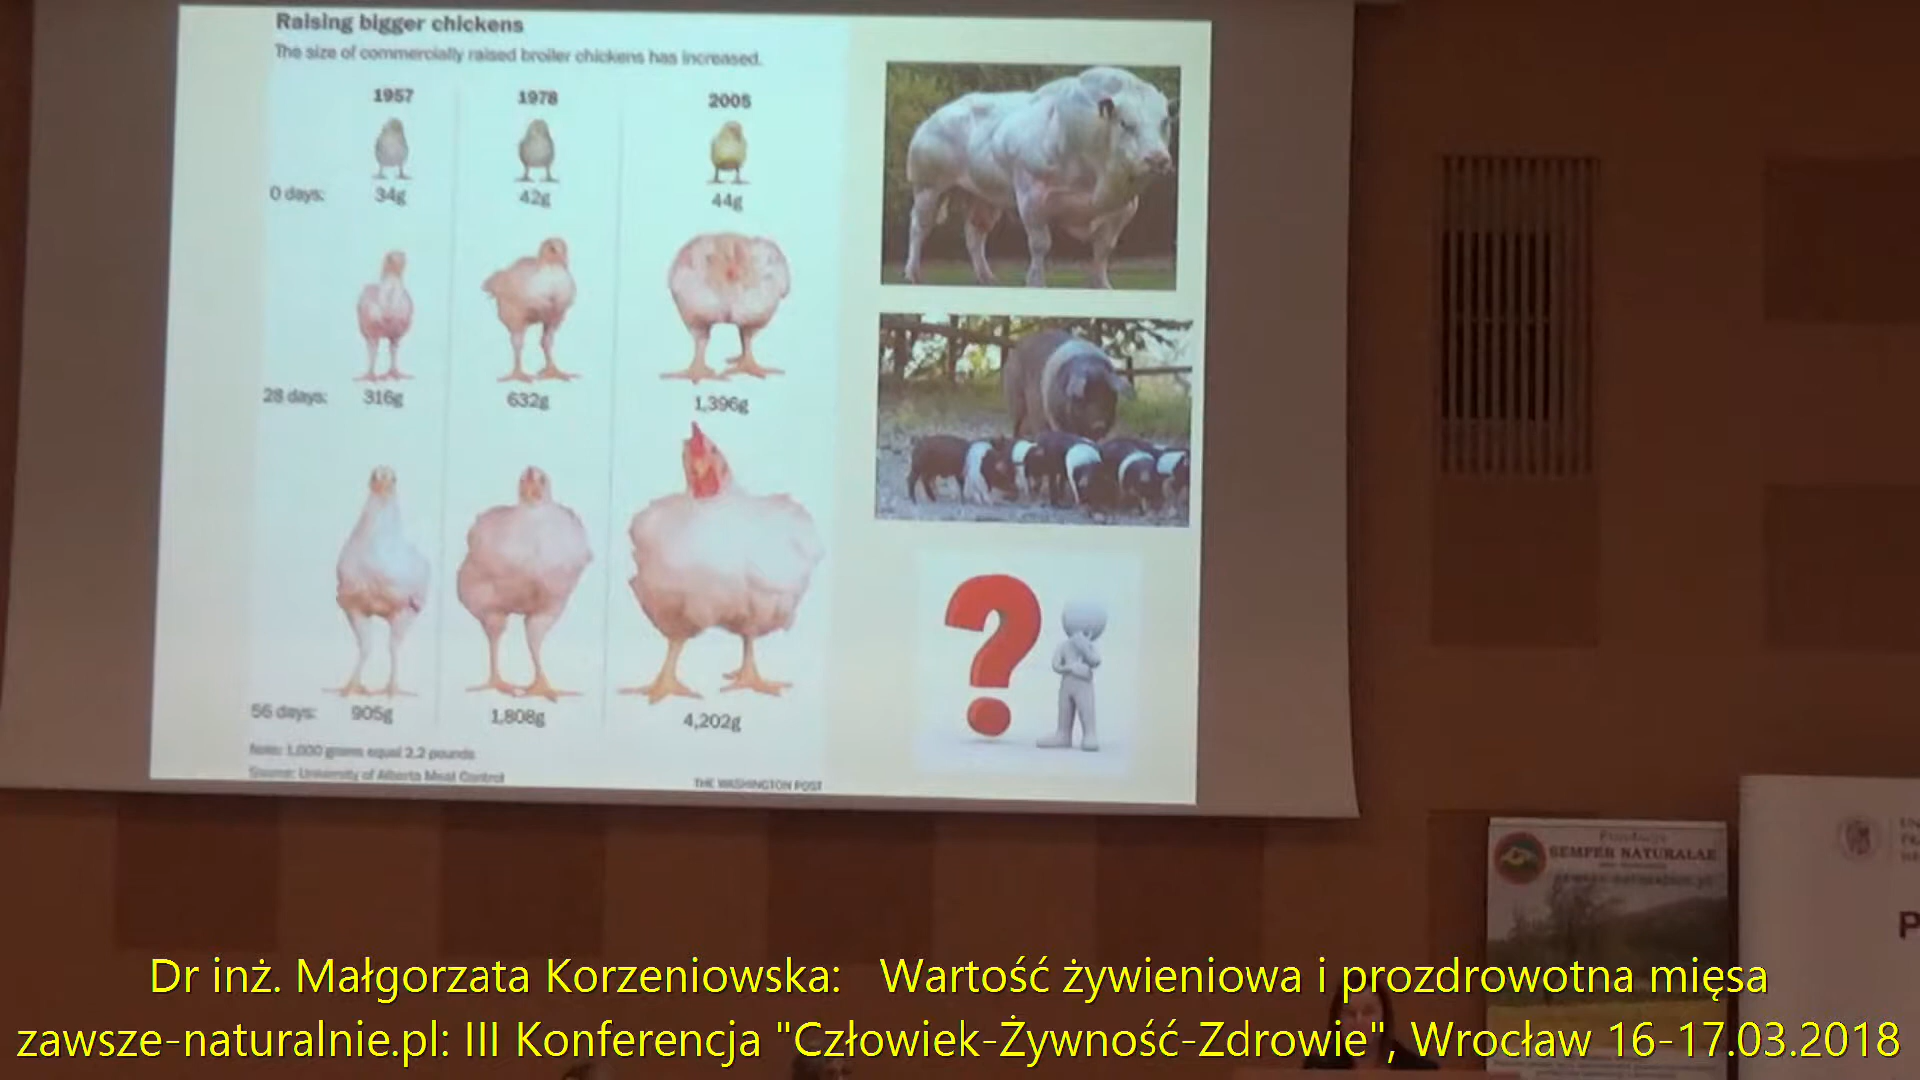 Raising bigger chickens
The size of commercially raised broiler chickens has increased.
1957 1978 2005
0 days: 34g 42g 44g
28 days: 316g 632g 1,396g
56 days: 905g 1,808g 4,202g
Note: 1,000 grams equal 2.2 pounds
Source: University of Alberta Meat Control
THE WASHINGTON POST
?
Fundacja
SEMPER NATURALAE
P
Dr inż. Małgorzata Korzeniowska: Wartość żywieniowa i prozdrowotna mięsa
zawsze-naturalnie.pl: III Konferencja "Człowiek-Żywność-Zdrowie", Wrocław 16-17.03.2018